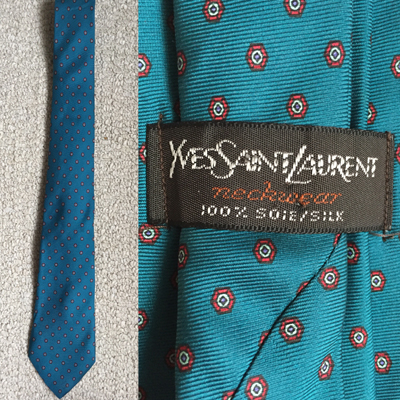 YVESSAINTLAURENT
neckwear
100% SOIE/SILK